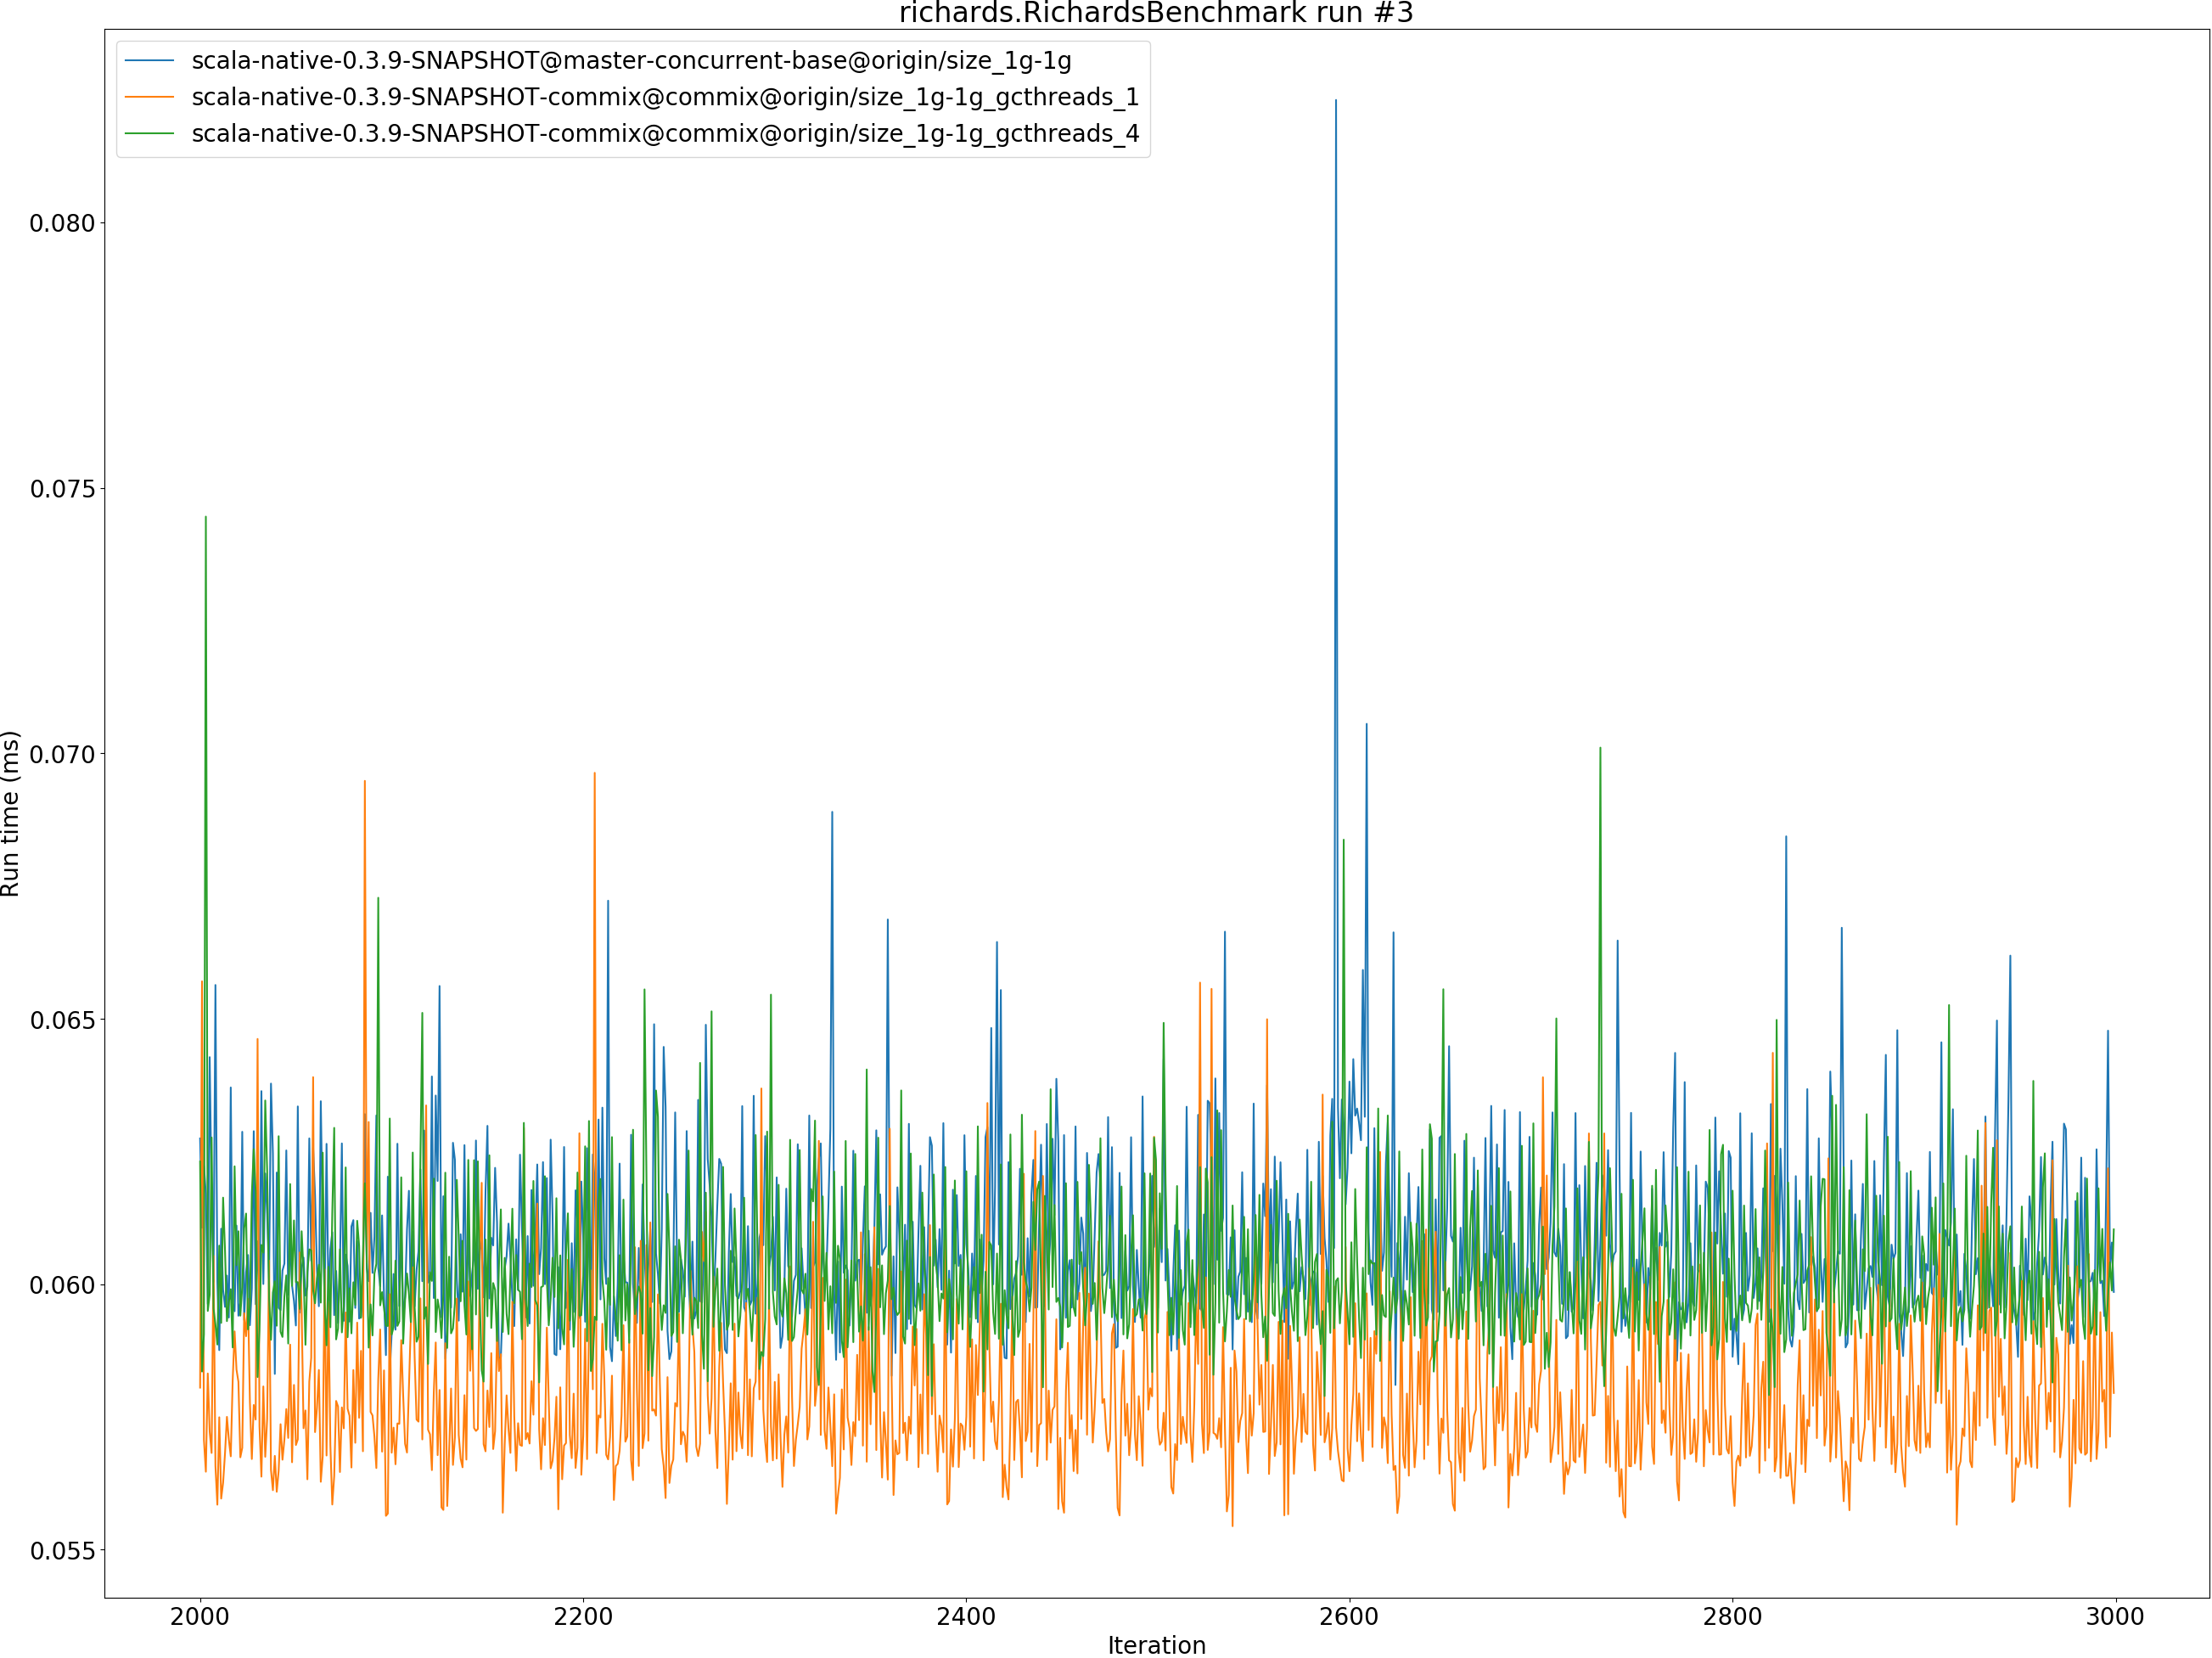 richards.RichardsBenchmark run #3
scala-native-0.3.9-SNAPSHOT@master-concurrent-base@origin/size_1g-1g
scala-native-0.3.9-SNAPSHOT-commix@commix@origin/size_1g-1g_gcthreads_1
scala-native-0.3.9-SNAPSHOT-commix@commix@origin/size_1g-1g_gcthreads_4
0.080
0.075
0.070
0.065
0.060
0.055
Run time (ms)
2000 2200 2400 2600 2800 3000
Iteration